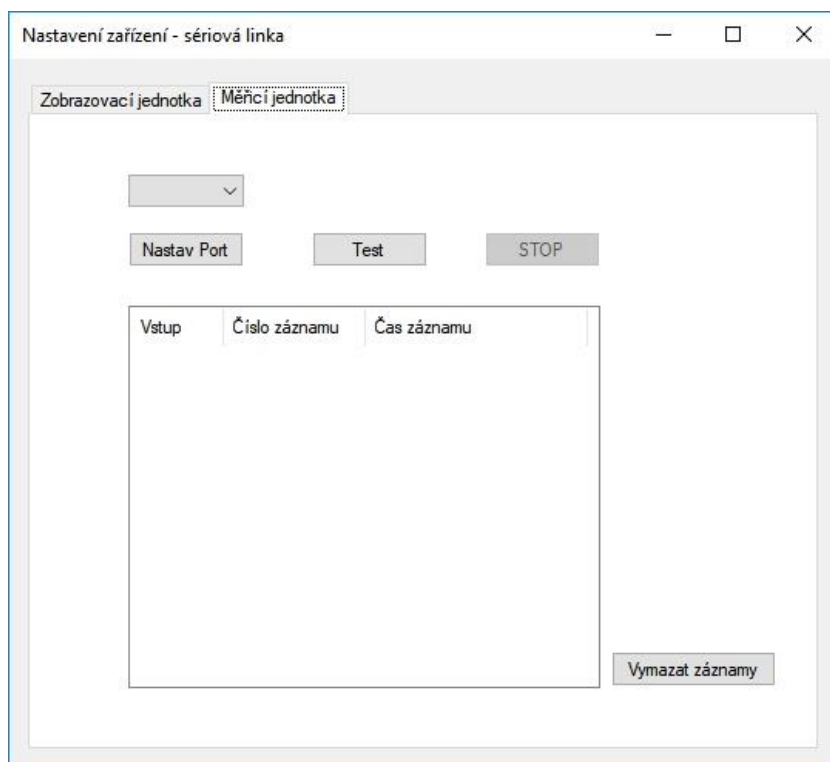 Nastavení zařízení - sériová linka
Zobrazovací jednotka Měřicí jednotka
Nastav Port Test STOP
Vstup Číslo záznamu Čas záznamu
Vymazat záznamy